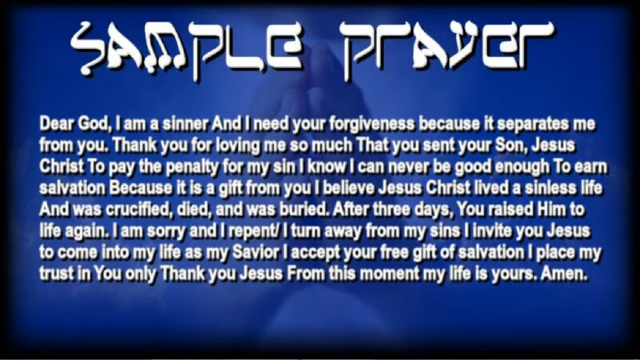 SAMPLE PRAYER
Dear God, I am a sinner And I need your forgiveness because it separates me
from you. Thank you for loving me so much That you sent your Son, Jesus
Christ To pay the penalty for my sin I know I can never be good enough To earn
salvation Because it is a gift from you I believe Jesus Christ lived a sinless life
And was crucified, died, and was buried. After three days, You raised Him to
life again. I am sorry and I repent/ I turn away from my sins I invite you Jesus
to come into my life as my Savior I accept your free gift of salvation I place my
trust in You only Thank you Jesus From this moment my life is yours. Amen.